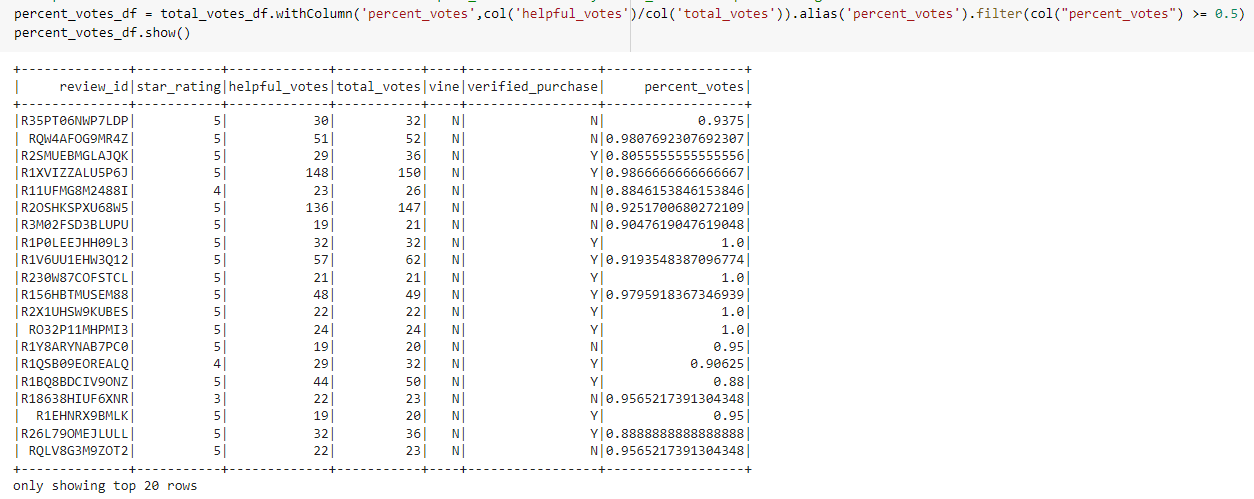 percent_votes_df = total_votes_df.withColumn('percent_votes',col('helpful_votes')/col('total_votes')).alias('percent_votes').filter(col("percent_votes") >= 0.5)
percent_votes_df.show()
+--------------+-----------+-------------+-----------+----+-----------------+------------------+
|     review_id|star_rating|helpful_votes|total_votes|vine|verified_purchase|     percent_votes|
+--------------+-----------+-------------+-----------+----+-----------------+------------------+
|R35PT06NWP7LDP|          5|           30|         32|   N|                N|            0.9375|
| RQW4AFOG9MR4Z|          5|           51|         52|   N|                N|0.9807692307692307|
|R2SMUEBMGLAJQK|          5|           29|         36|   N|                Y|0.8055555555555556|
|R1XVIZZALU5P6J|          5|          148|        150|   N|                Y|0.9866666666666667|
|R11UFMG8M2488I|          4|           23|         26|   N|                N|0.8846153846153846|
|R2OSHKSPXU68W5|          5|          136|        147|   N|                N|0.9251700680272109|
|R3M02FSD3BLUPU|          5|           19|         21|   N|                N|0.9047619047619048|
|R1P0LEEJHH09L3|          5|           32|         32|   N|                Y|               1.0|
|R1V6UU1EHW3Q12|          5|           57|         62|   N|                Y|0.9193548387096774|
|R230W87COFSTCL|          5|           21|         21|   N|                Y|               1.0|
|R156HBTMUSEM88|          5|           48|         49|   N|                Y|0.9795918367346939|
|R2X1UHSW9KUBES|          5|           22|         22|   N|                Y|               1.0|
| RO32P11MHPMI3|          5|           24|         24|   N|                Y|               1.0|
|R1Y8ARYNAB7PC0|          5|           19|         20|   N|                N|              0.95|
|R1QSB09EOREALQ|          4|           29|         32|   N|                Y|           0.90625|
|R1BQ8BDCIV9ONZ|          5|           44|         50|   N|                Y|              0.88|
|R18638HIUF6XNR|          3|           22|         23|   N|                N|0.9565217391304348|
|  R1EHNRX9BMLK|          5|           19|         20|   N|                Y|              0.95|
|R26L79OMEJLULL|          5|           32|         36|   N|                Y|0.8888888888888888|
| RQLV8G3M9ZOT2|          5|           22|         23|   N|                N|0.9565217391304348|
+--------------+-----------+-------------+-----------+----+-----------------+------------------+
only showing top 20 rows